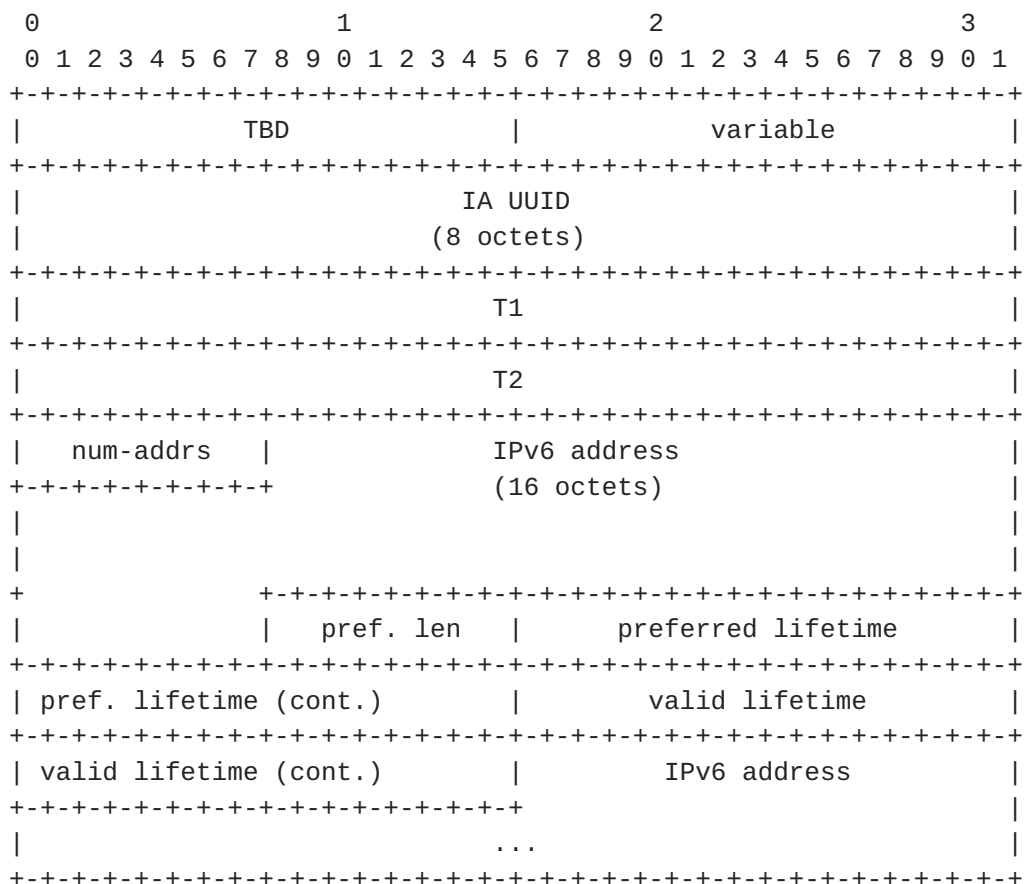 0                   1                   2                   3
 0 1 2 3 4 5 6 7 8 9 0 1 2 3 4 5 6 7 8 9 0 1 2 3 4 5 6 7 8 9 0 1
+-+-+-+-+-+-+-+-+-+-+-+-+-+-+-+-+-+-+-+-+-+-+-+-+-+-+-+-+-+-+-+-+
|              TBD              |            variable           |
+-+-+-+-+-+-+-+-+-+-+-+-+-+-+-+-+-+-+-+-+-+-+-+-+-+-+-+-+-+-+-+-+
|                            IA UUID                            |
|                          (8 octets)                           |
+-+-+-+-+-+-+-+-+-+-+-+-+-+-+-+-+-+-+-+-+-+-+-+-+-+-+-+-+-+-+-+-+
|                              T1                               |
+-+-+-+-+-+-+-+-+-+-+-+-+-+-+-+-+-+-+-+-+-+-+-+-+-+-+-+-+-+-+-+-+
|                              T2                               |
+-+-+-+-+-+-+-+-+-+-+-+-+-+-+-+-+-+-+-+-+-+-+-+-+-+-+-+-+-+-+-+-+
|   num-addrs   |              IPv6 address                     |
+-+-+-+-+-+-+-+-+              (16 octets)                      |
|                                                               |
|                                                               |
+               +-+-+-+-+-+-+-+-+-+-+-+-+-+-+-+-+-+-+-+-+-+-+-+-+
|               |   pref. len   |      preferred lifetime       |
+-+-+-+-+-+-+-+-+-+-+-+-+-+-+-+-+-+-+-+-+-+-+-+-+-+-+-+-+-+-+-+-+
| pref. lifetime (cont.)        |        valid lifetime         |
+-+-+-+-+-+-+-+-+-+-+-+-+-+-+-+-+-+-+-+-+-+-+-+-+-+-+-+-+-+-+-+-+
| valid lifetime (cont.)        |         IPv6 address          |
+-+-+-+-+-+-+-+-+-+-+-+-+-+-+-+-+                               |
|                              ...                              |
+-+-+-+-+-+-+-+-+-+-+-+-+-+-+-+-+-+-+-+-+-+-+-+-+-+-+-+-+-+-+-+-+